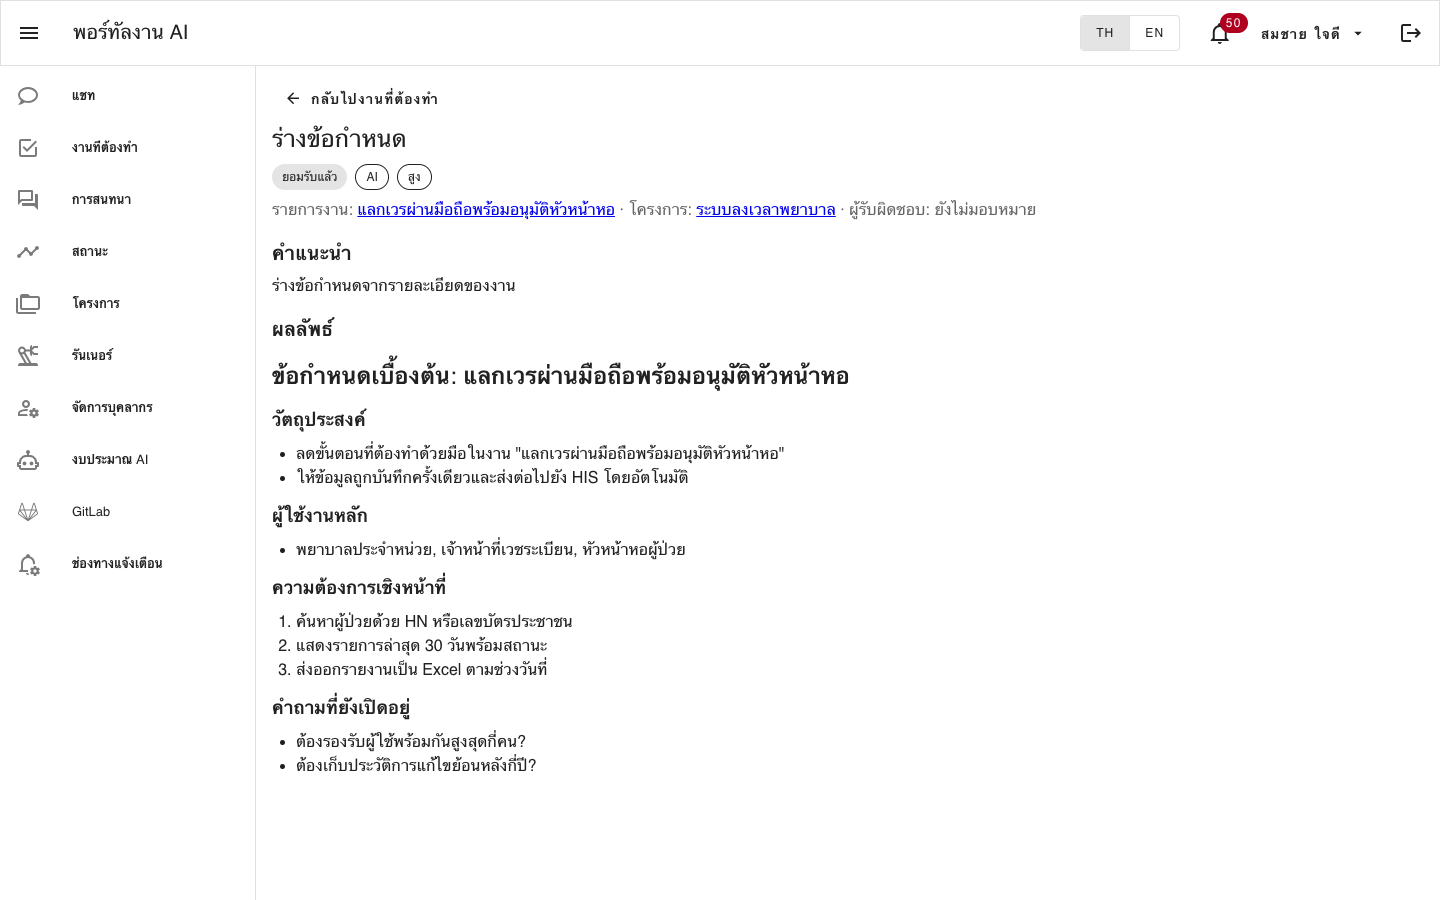 พอร์ทัลงาน AI
TH EN
50
สมชาย ใจดี
แชท
งานที่ต้องทำ
การสนทนา
สถานะ
โครงการ
รันเนอร์
จัดการบุคลากร
งบประมาณ AI
GitLab
ช่องทางแจ้งเตือน
กลับไปงานที่ต้องทำ
ร่างข้อกำหนด
ยอมรับแล้ว AI สูง
รายการงาน: แลกเวรผ่านมือถือพร้อมอนุมัติหัวหน้าหอ · โครงการ: ระบบลงเวลาพยาบาล · ผู้รับผิดชอบ: ยังไม่มอบหมาย
คำแนะนำ
ร่างข้อกำหนดจากรายละเอียดของงาน
ผลลัพธ์
ข้อกำหนดเบื้องต้น: แลกเวรผ่านมือถือพร้อมอนุมัติหัวหน้าหอ
วัตถุประสงค์
• ลดขั้นตอนที่ต้องทำด้วยมือในงาน "แลกเวรผ่านมือถือพร้อมอนุมัติหัวหน้าหอ"
• ให้ข้อมูลถูกบันทึกครั้งเดียวและส่งต่อไปยัง HIS โดยอัตโนมัติ
ผู้ใช้งานหลัก
• พยาบาลประจำหน่วย, เจ้าหน้าที่เวชระเบียน, หัวหน้าหอผู้ป่วย
ความต้องการเชิงหน้าที่
1. ค้นหาผู้ป่วยด้วย HN หรือเลขบัตรประชาชน
2. แสดงรายการล่าสุด 30 วันพร้อมสถานะ
3. ส่งออกรายงานเป็น Excel ตามช่วงวันที่
คำถามที่ยังเปิดอยู่
• ต้องรองรับผู้ใช้พร้อมกันสูงสุดกี่คน?
• ต้องเก็บประวัติการแก้ไขย้อนหลังกี่ปี?